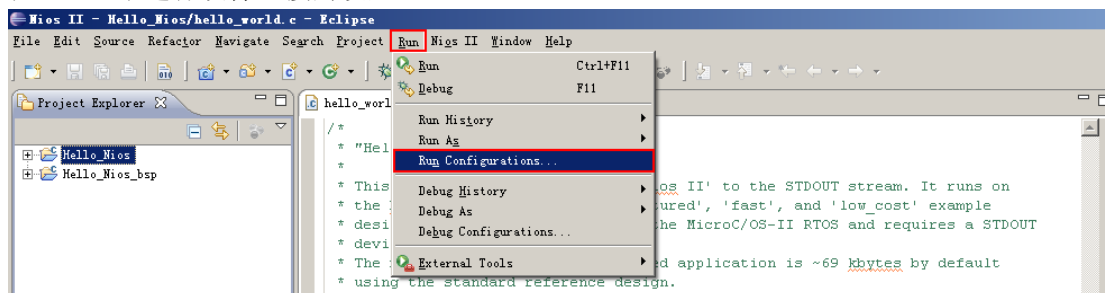 Nios II - Hello_Nios/hello_world.c - Eclipse
File Edit Source Refactor Navigate Search Project Run Nios II Window Help
Run Ctrl+F11
Debug F11
Run History
Run As
Run Configurations...
Debug History
Debug As
Debug Configurations...
External Tools
Project Explorer
Hello_Nios
Hello_Nios_bsp
hello_worl
/*
* "Hel
*
* This os II' to the STDOUT stream. It runs on
* the ured', 'fast', and 'low_cost' example
* desi he MicroC/OS-II RTOS and requires a STDOUT
* devi
* The ed application is ~69 kbytes by default
* using the standard reference design.